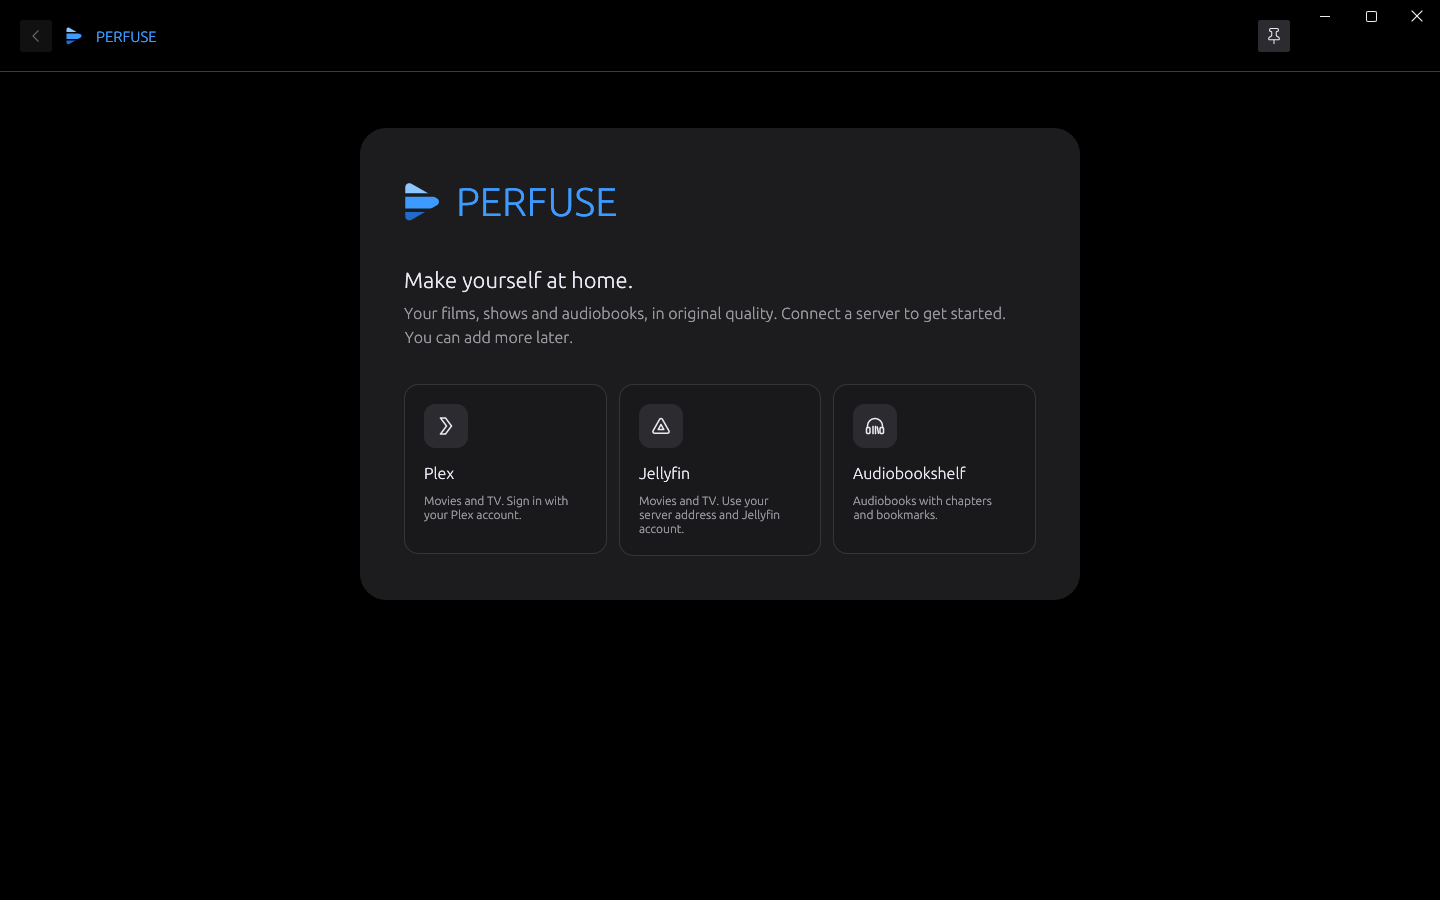 PERFUSE
PERFUSE
Make yourself at home.
Your films, shows and audiobooks, in original quality. Connect a server to get started.
You can add more later.
Plex
Movies and TV. Sign in with
your Plex account.
Jellyfin
Movies and TV. Use your
server address and Jellyfin
account.
Audiobookshelf
Audiobooks with chapters
and bookmarks.